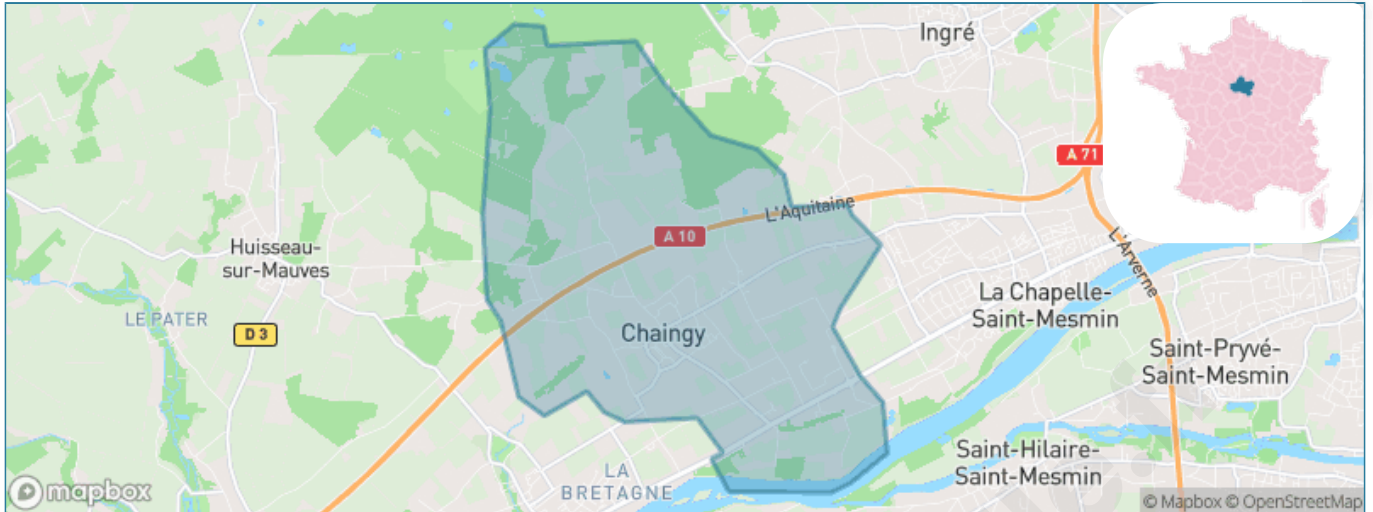 Ingré
A 71
L'Aquitaine
A 10
L'Arverne
Huisseau-
sur-Mauves
LE PATER
D 3
Chaingy
La Chapelle-
Saint-Mesmin
Saint-Pryvé-
Saint-Mesmin
Saint-Hilaire-
Saint-Mesmin
LA
BRETAGNE
mapbox
© Mapbox © OpenStreetMap